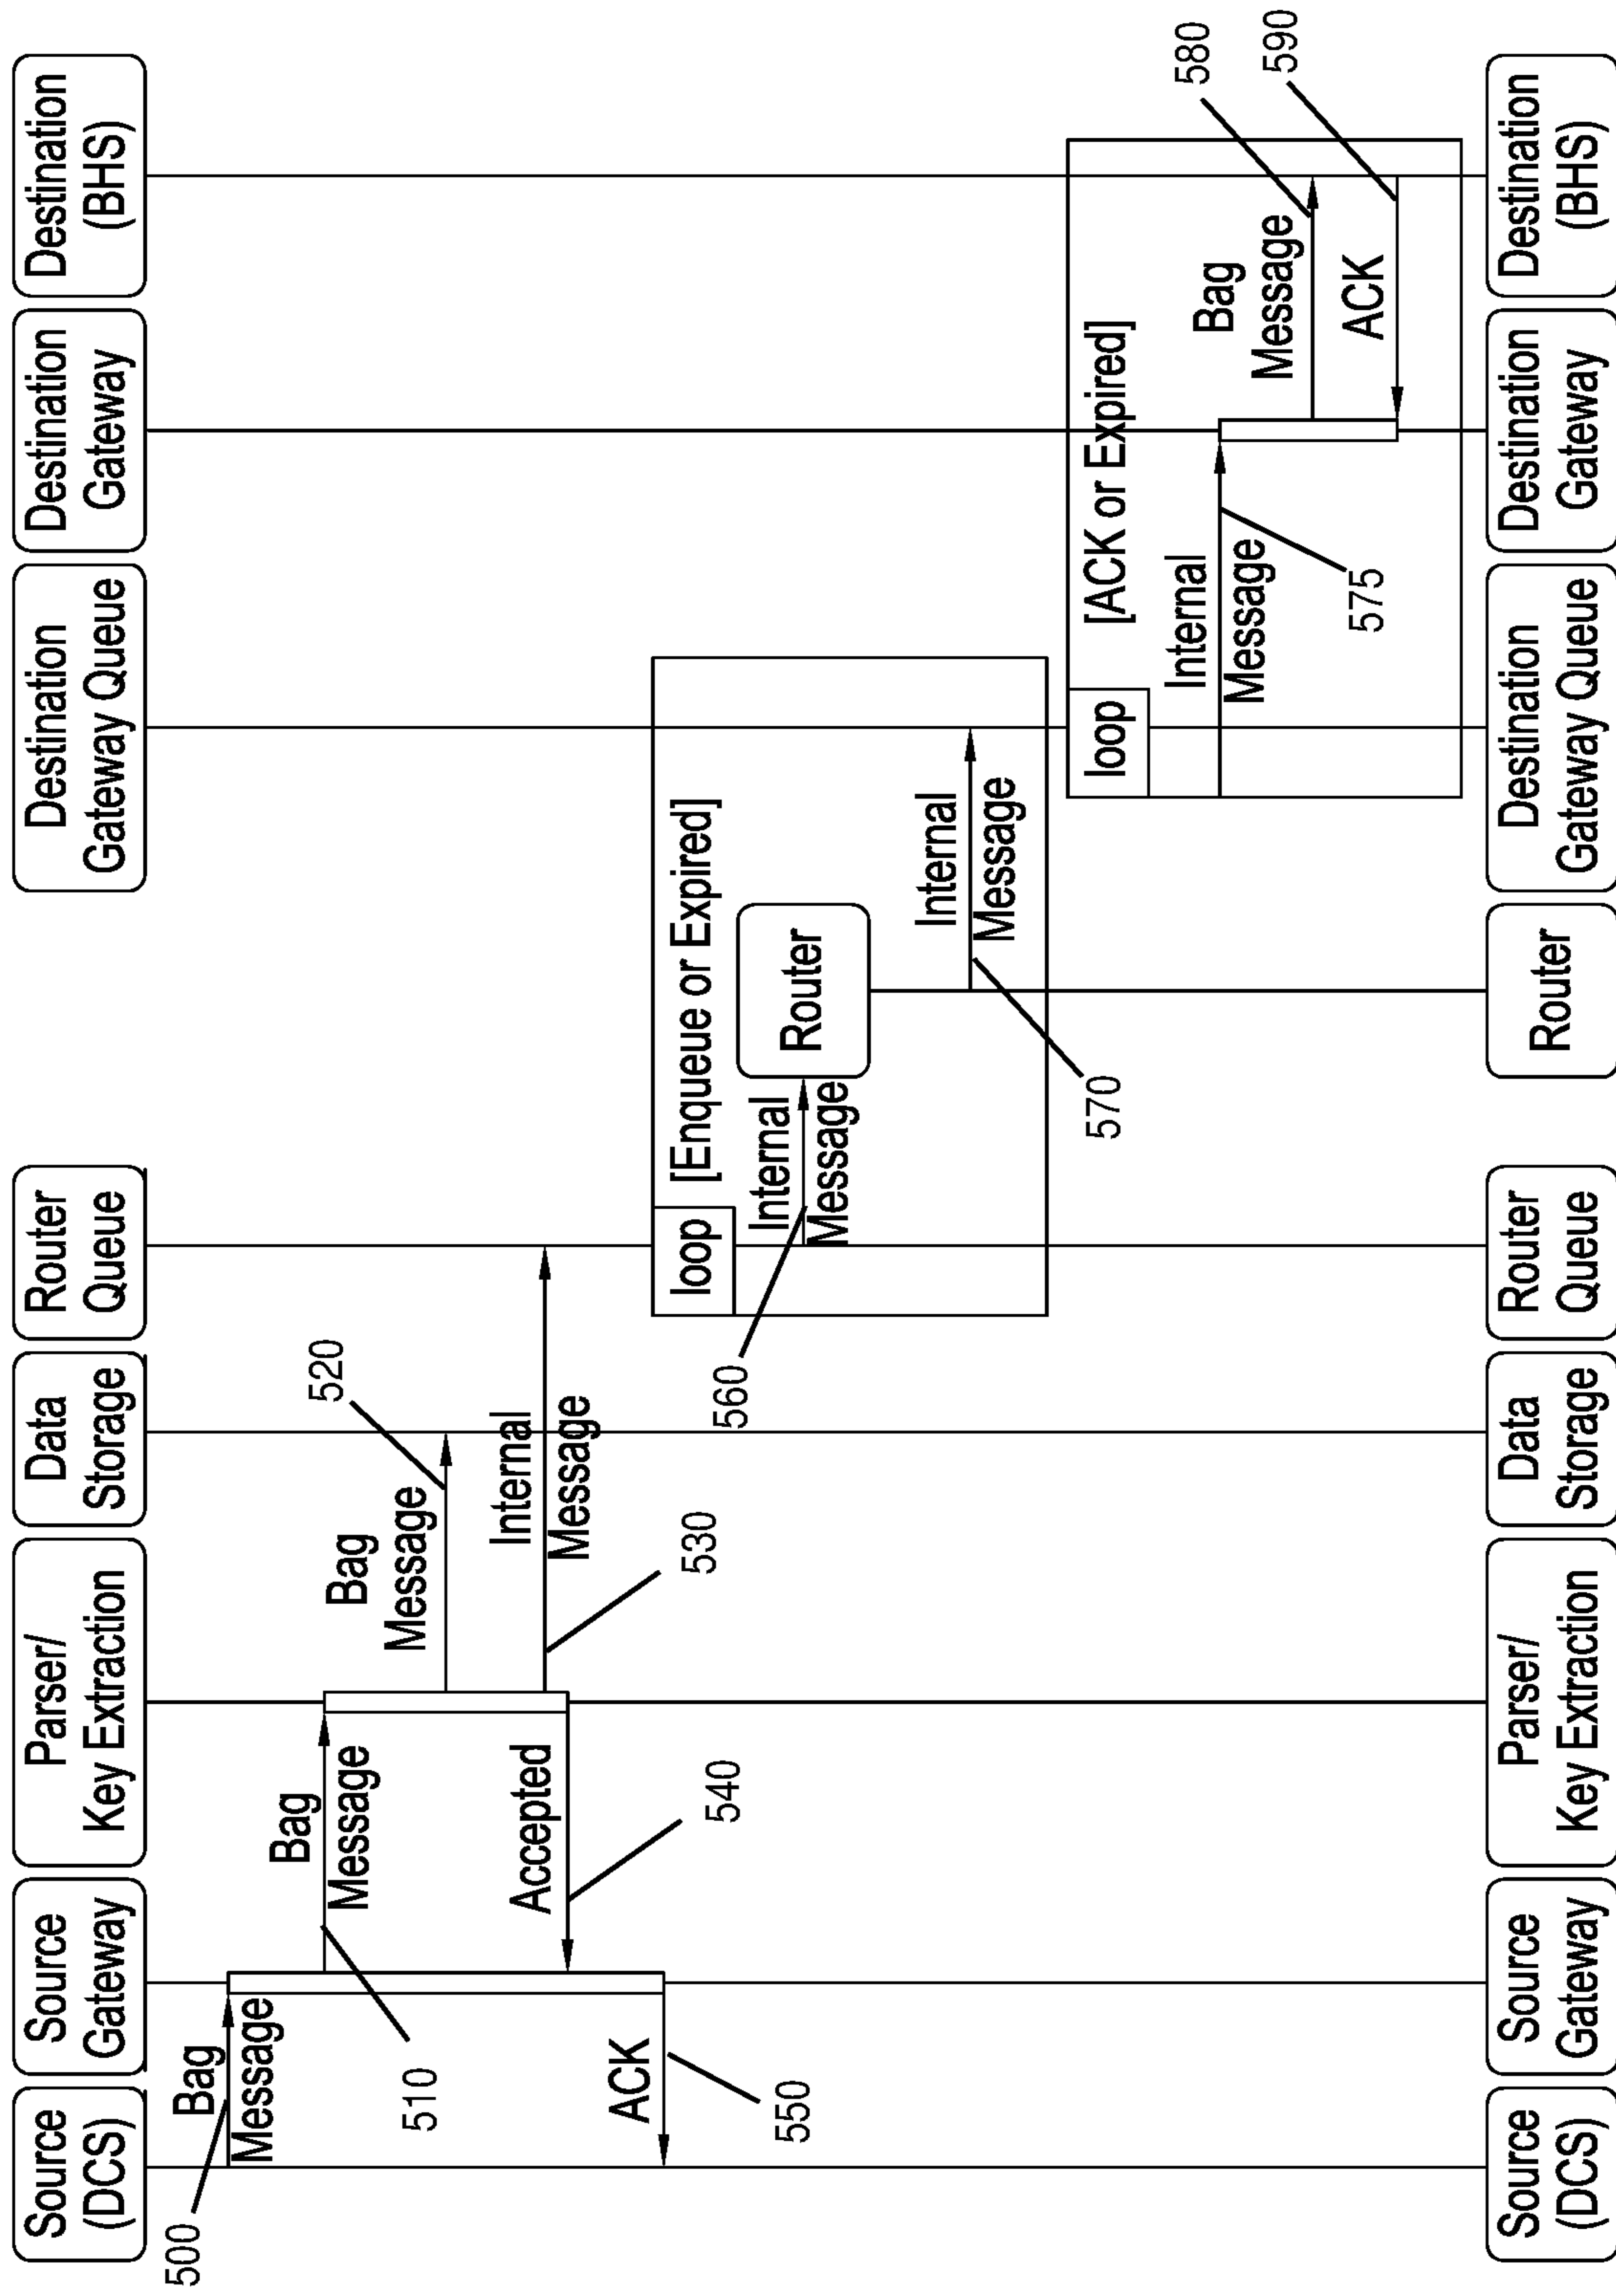 Source
(DCS)
Source
Gateway
Parser/
Key Extraction
Data
Storage
Router
Queue
Destination
Gateway Queue
Destination
Gateway
Destination
(BHS)
500
Bag
Message
510
Bag
Message
520
Bag
Message
530
Internal
Message
540
Accepted
550
ACK
loop
[Enqueue or Expired]
560
Internal
Message
Router
570
Internal
Message
loop
[ACK or Expired]
Internal
Message
575
Bag
Message
580
ACK
590
Source
(DCS)
Source
Gateway
Parser/
Key Extraction
Data
Storage
Router
Queue
Router
Destination
Gateway Queue
Destination
Gateway
Destination
(BHS)